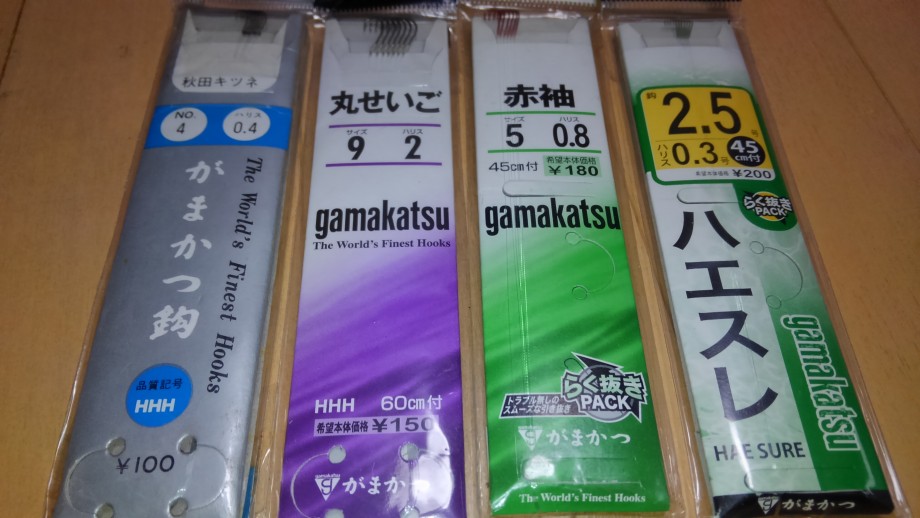 秋田キツネ
NO.
4
ハリス
0.4
がまかつ鈎
The World's Finest Hooks
品質記号
HHH
¥100
丸せいご
サイズ
9
ハリス
2
gamakatsu
The World's Finest Hooks
HHH 60cm付
希望本体価格 ¥150
がまかつ
赤袖
サイズ
5
ハリス
0.8
45cm付
希望本体価格
¥180
gamakatsu
らく抜き
PACK
トラブル無しの
スムーズな引き抜き
がまかつ
The World's Finest Hooks
鈎
2.5号
ハリス
0.3号
45
cm付
希望本体価格
¥200
らく抜き
PACK
ハエスレ
gamakatsu
HAE SURE
がまかつ